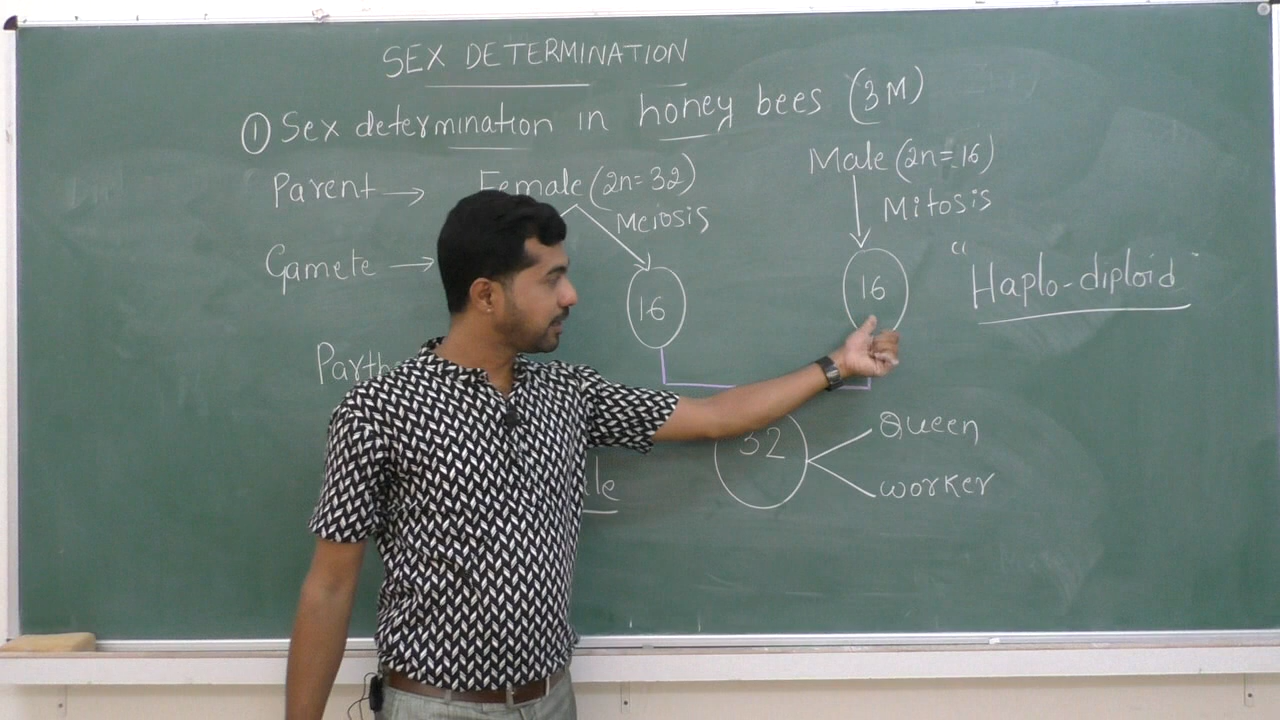 SEX DETERMINATION
① Sex determination in honey bees (3M)
Parent → Female (2n=32) Male (2n=16)
Meiosis Mitosis
Gamete → 16 16 "Haplo-diploid"
32 Queen
worker